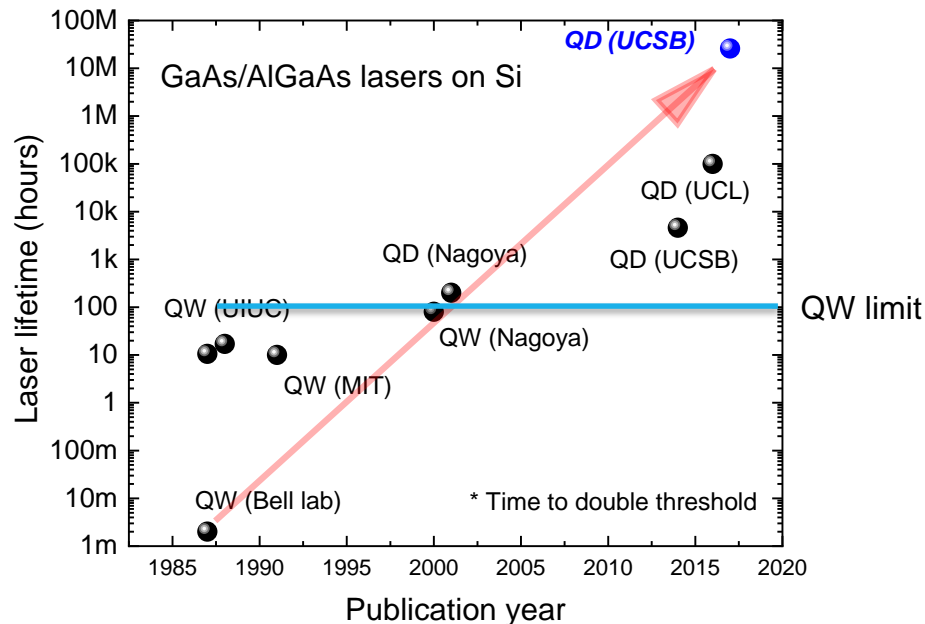 100M
10M
1M
100k
10k
1k
100
10
1
100m
10m
1m
Laser lifetime (hours)
GaAs/AlGaAs lasers on Si
QD (UCSB)
QD (UCL)
QD (UCSB)
QD (Nagoya)
QW limit
QW (UIUC)
QW (Nagoya)
QW (MIT)
QW (Bell lab)
* Time to double threshold
1985 1990 1995 2000 2005 2010 2015 2020
Publication year